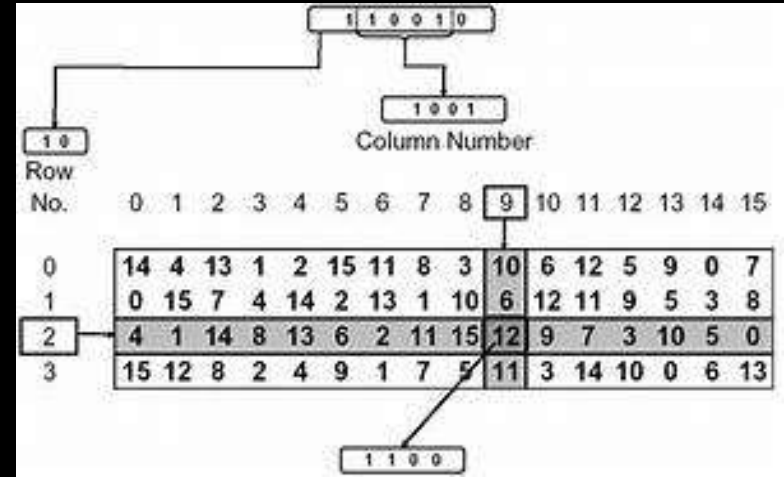 1 1 0 0 1 0
1 0 0 1
1 0
Column Number
Row
No. 0 1 2 3 4 5 6 7 8 9 10 11 12 13 14 15
0 14 4 13 1 2 15 11 8 3 10 6 12 5 9 0 7
1 0 15 7 4 14 2 13 1 10 6 12 11 9 5 3 8
2 4 1 14 8 13 6 2 11 15 12 9 7 3 10 5 0
3 15 12 8 2 4 9 1 7 5 11 3 14 10 0 6 13
1 1 0 0